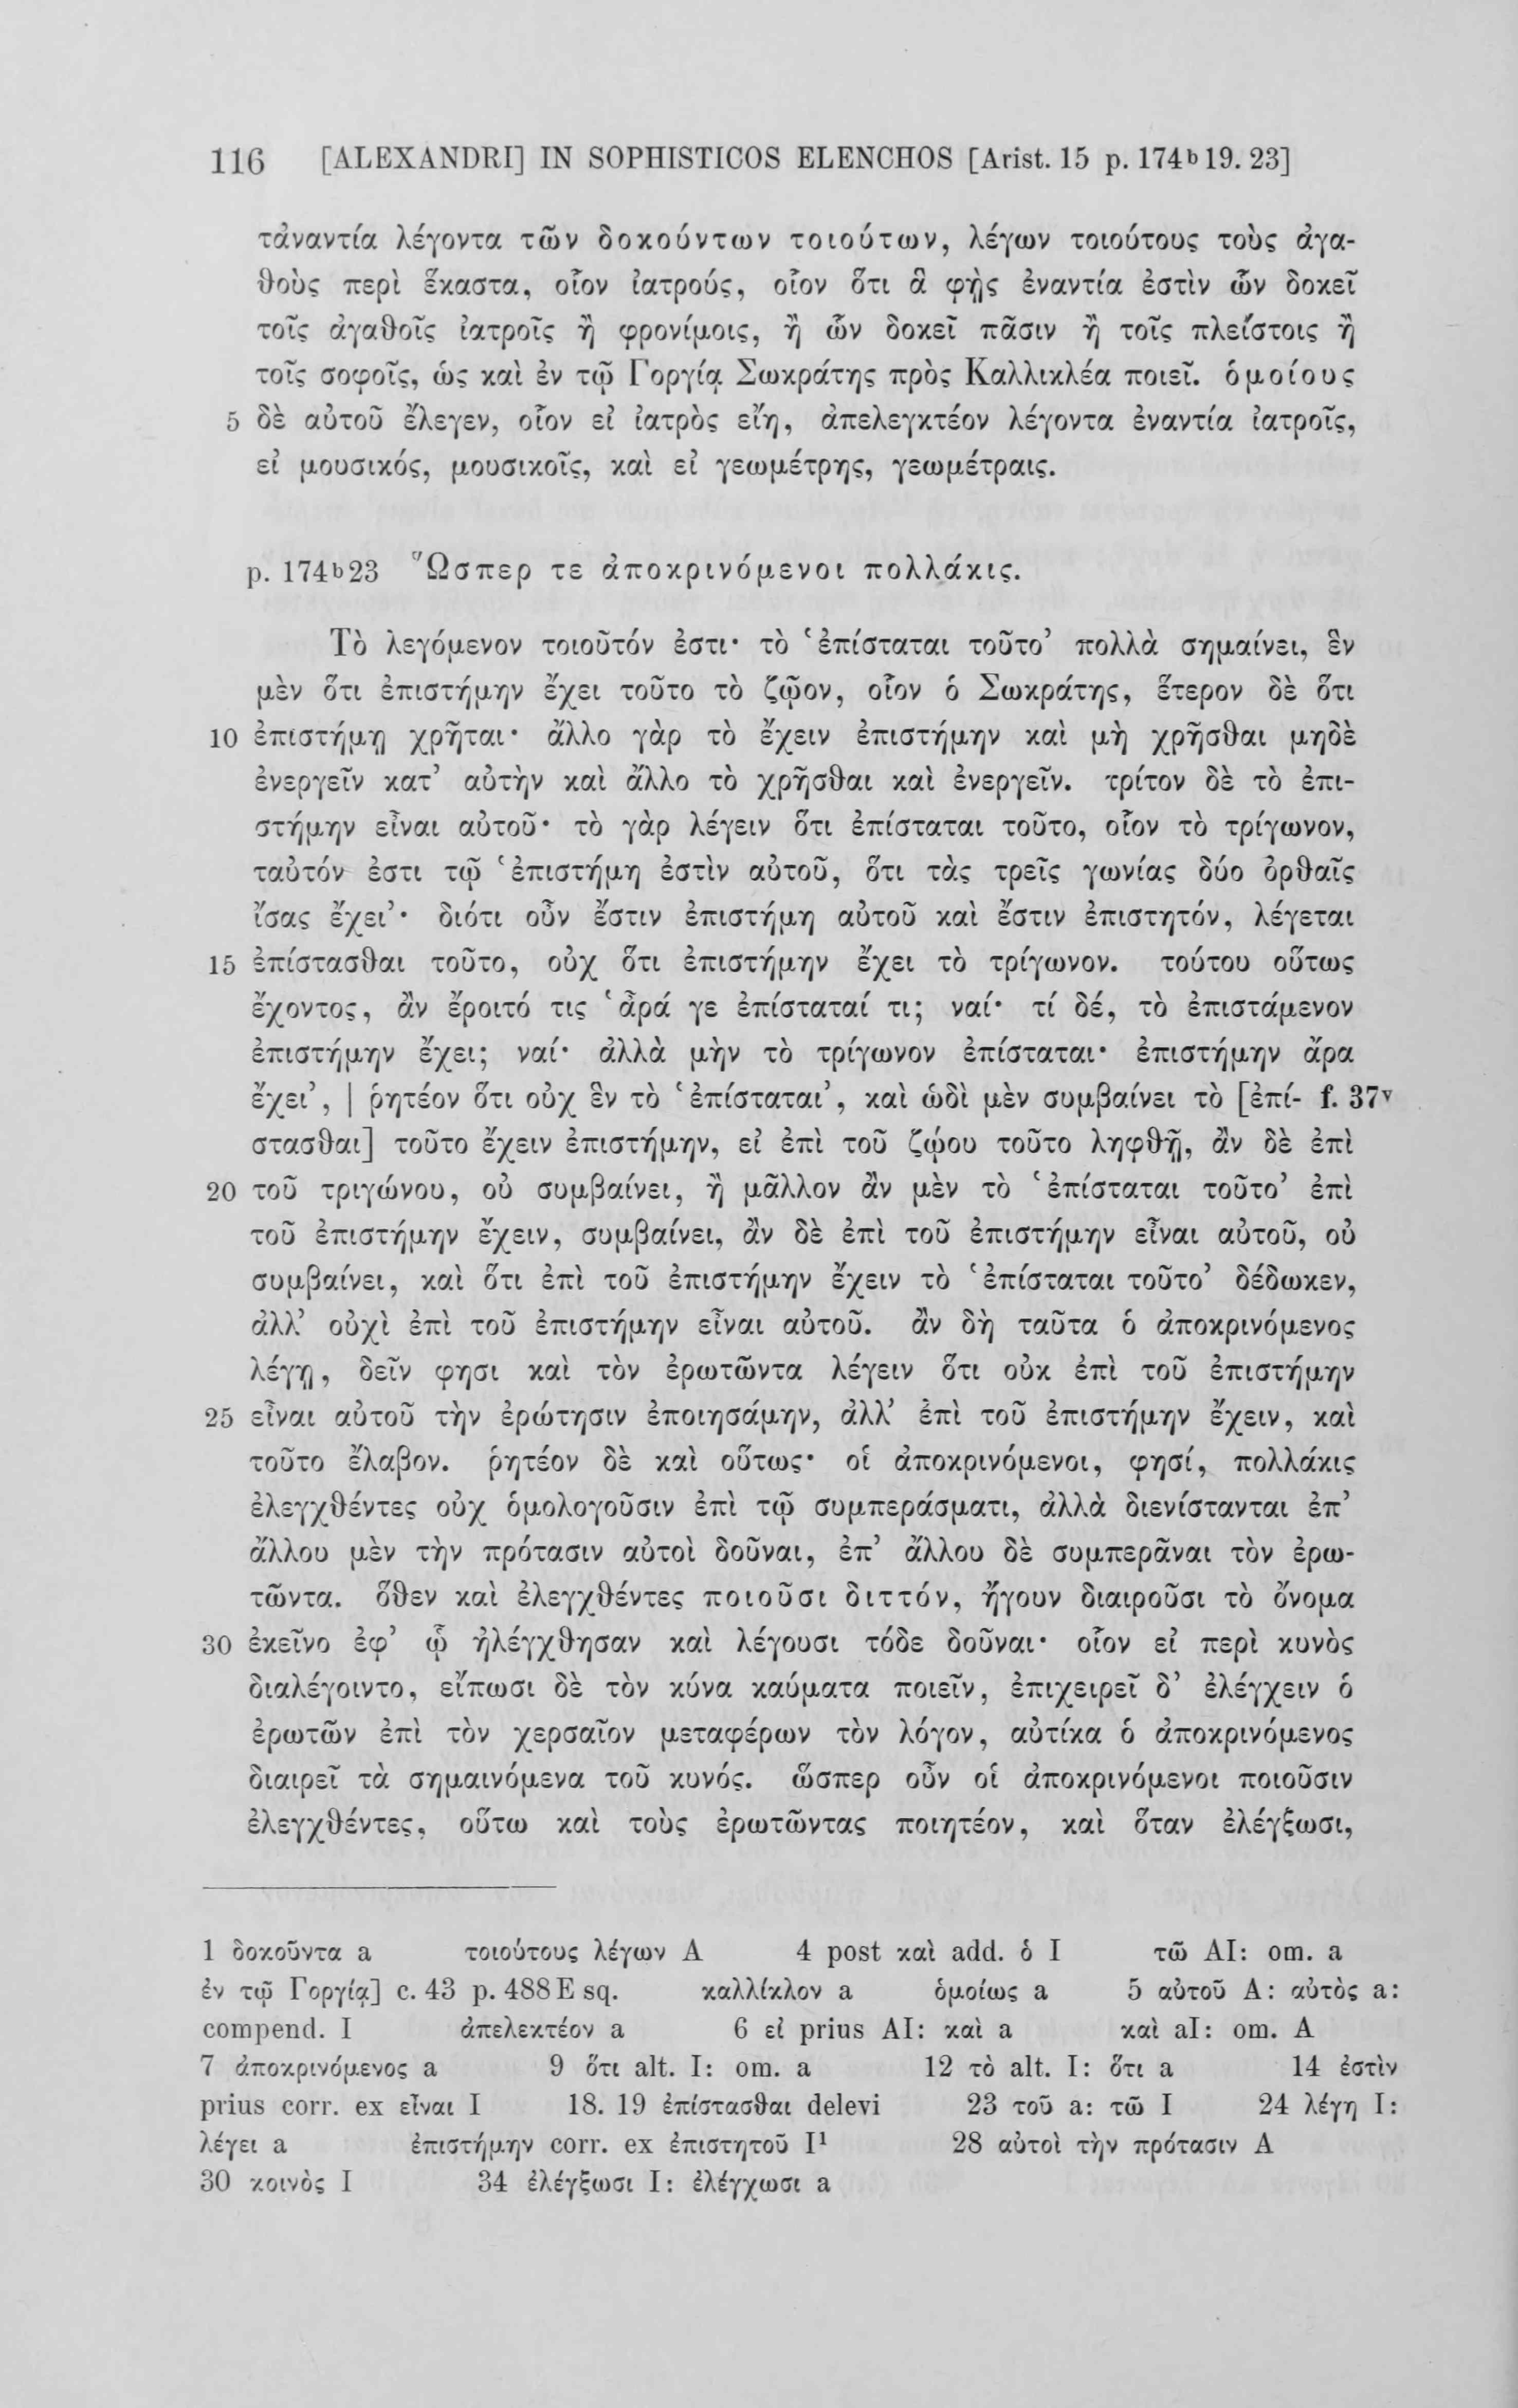 116 [ALEXANDRI] IN SOPHISTICOS ELENCHOS [Arist. 15 p. 174ᵇ19. 23]
τἀναντία λέγοντα τῶν δοκούντων τοιούτων, λέγων τοιούτους τοὺς ἀγα-
θοὺς περὶ ἕκαστα, οἷον ἰατρούς, οἷον ὅτι ἃ φῂς ἐναντία ἐστὶν ὧν δοκεῖ
τοῖς ἀγαθοῖς ἰατροῖς ἢ φρονίμοις, ἢ ὧν δοκεῖ πᾶσιν ἢ τοῖς πλείστοις ἢ
τοῖς σοφοῖς, ὡς καὶ ἐν τῷ Γοργίᾳ Σωκράτης πρὸς Καλλικλέα ποιεῖ. ὁμοίους
5 δὲ αὐτοῦ ἔλεγεν, οἷον εἰ ἰατρὸς εἴη, ἀπελεγκτέον λέγοντα ἐναντία ἰατροῖς,
εἰ μουσικός, μουσικοῖς, καὶ εἰ γεωμέτρης, γεωμέτραις.
p. 174ᵇ23 Ὥσπερ τε ἀποκρινόμενοι πολλάκις.
Τὸ λεγόμενον τοιοῦτόν ἐστι· τὸ ‘ἐπίσταται τοῦτο’ πολλὰ σημαίνει, ἓν
μὲν ὅτι ἐπιστήμην ἔχει τοῦτο τὸ ζῷον, οἷον ὁ Σωκράτης, ἕτερον δὲ ὅτι
10 ἐπιστήμῃ χρῆται· ἄλλο γὰρ τὸ ἔχειν ἐπιστήμην καὶ μὴ χρῆσθαι μηδὲ
ἐνεργεῖν κατ’ αὐτὴν καὶ ἄλλο τὸ χρῆσθαι καὶ ἐνεργεῖν. τρίτον δὲ τὸ ἐπι-
στήμην εἶναι αὐτοῦ· τὸ γὰρ λέγειν ὅτι ἐπίσταται τοῦτο, οἷον τὸ τρίγωνον,
ταὐτόν ἐστι τῷ ‘ἐπιστήμη ἐστὶν αὐτοῦ, ὅτι τὰς τρεῖς γωνίας δύο ὀρθαῖς
ἴσας ἔχει’· διότι οὖν ἔστιν ἐπιστήμη αὐτοῦ καὶ ἔστιν ἐπιστητόν, λέγεται
15 ἐπίστασθαι τοῦτο, οὐχ ὅτι ἐπιστήμην ἔχει τὸ τρίγωνον. τούτου οὕτως
ἔχοντος, ἂν ἔροιτό τις ‘ἆρά γε ἐπίσταταί τι; ναί· τί δέ, τὸ ἐπιστάμενον
ἐπιστήμην ἔχει; ναί· ἀλλὰ μὴν τὸ τρίγωνον ἐπίσταται· ἐπιστήμην ἄρα
ἔχει’, | ῥητέον ὅτι οὐχ ἓν τὸ ‘ἐπίσταται’, καὶ ὡδὶ μὲν συμβαίνει τὸ [ἐπί- f. 37ᵛ
στασθαι] τοῦτο ἔχειν ἐπιστήμην, εἰ ἐπὶ τοῦ ζῴου τοῦτο ληφθῇ, ἂν δὲ ἐπὶ
20 τοῦ τριγώνου, οὐ συμβαίνει, ἢ μᾶλλον ἂν μὲν τὸ ‘ἐπίσταται τοῦτο’ ἐπὶ
τοῦ ἐπιστήμην ἔχειν, συμβαίνει, ἂν δὲ ἐπὶ τοῦ ἐπιστήμην εἶναι αὐτοῦ, οὐ
συμβαίνει, καὶ ὅτι ἐπὶ τοῦ ἐπιστήμην ἔχειν τὸ ‘ἐπίσταται τοῦτο’ δέδωκεν,
ἀλλ’ οὐχὶ ἐπὶ τοῦ ἐπιστήμην εἶναι αὐτοῦ. ἂν δὴ ταῦτα ὁ ἀποκρινόμενος
λέγῃ, δεῖν φησι καὶ τὸν ἐρωτῶντα λέγειν ὅτι οὐκ ἐπὶ τοῦ ἐπιστήμην
25 εἶναι αὐτοῦ τὴν ἐρώτησιν ἐποιησάμην, ἀλλ’ ἐπὶ τοῦ ἐπιστήμην ἔχειν, καὶ
τοῦτο ἔλαβον. ῥητέον δὲ καὶ οὕτως· οἱ ἀποκρινόμενοι, φησί, πολλάκις
ἐλεγχθέντες οὐχ ὁμολογοῦσιν ἐπὶ τῷ συμπεράσματι, ἀλλὰ διενίστανται ἐπ’
ἄλλου μὲν τὴν πρότασιν αὐτοὶ δοῦναι, ἐπ’ ἄλλου δὲ συμπερᾶναι τὸν ἐρω-
τῶντα. ὅθεν καὶ ἐλεγχθέντες ποιοῦσι διττόν, ἤγουν διαιροῦσι τὸ ὄνομα
30 ἐκεῖνο ἐφ’ ᾧ ἠλέγχθησαν καὶ λέγουσι τόδε δοῦναι· οἷον εἰ περὶ κυνὸς
διαλέγοιντο, εἴπωσι δὲ τὸν κύνα καύματα ποιεῖν, ἐπιχειρεῖ δ’ ἐλέγχειν ὁ
ἐρωτῶν ἐπὶ τὸν χερσαῖον μεταφέρων τὸν λόγον, αὐτίκα ὁ ἀποκρινόμενος
διαιρεῖ τὰ σημαινόμενα τοῦ κυνός. ὥσπερ οὖν οἱ ἀποκρινόμενοι ποιοῦσιν
ἐλεγχθέντες, οὕτω καὶ τοὺς ἐρωτῶντας ποιητέον, καὶ ὅταν ἐλέγξωσι,
1 δοκοῦντα a τοιούτους λέγων A 4 post καὶ add. ὁ I τῶ AI: om. a
ἐν τῷ Γοργίᾳ] c. 43 p. 488 E sq. καλλίκλον a ὁμοίως a 5 αὐτοῦ A: αὐτὸς a:
compend. I ἀπελεκτέον a 6 εἰ prius AI: καὶ a καὶ aI: om. A
7 ἀποκρινόμενος a 9 ὅτι alt. I: om. a 12 τὸ alt. I: ὅτι a 14 ἐστὶν
prius corr. ex εἶναι I 18. 19 ἐπίστασθαι delevi 23 τοῦ a: τῶ I 24 λέγη I:
λέγει a ἐπιστήμην corr. ex ἐπιστητοῦ I¹ 28 αὐτοὶ τὴν πρότασιν A
30 κοινὸς I 34 ἐλέγξωσι I: ἐλέγχωσι a